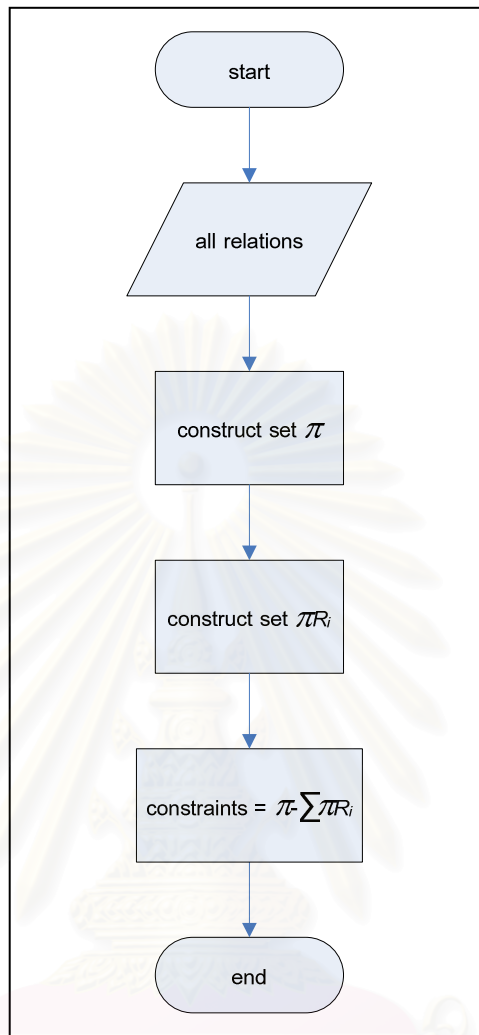 start
all relations
construct set π
construct set πRᵢ
constraints = π-∑πRᵢ
end